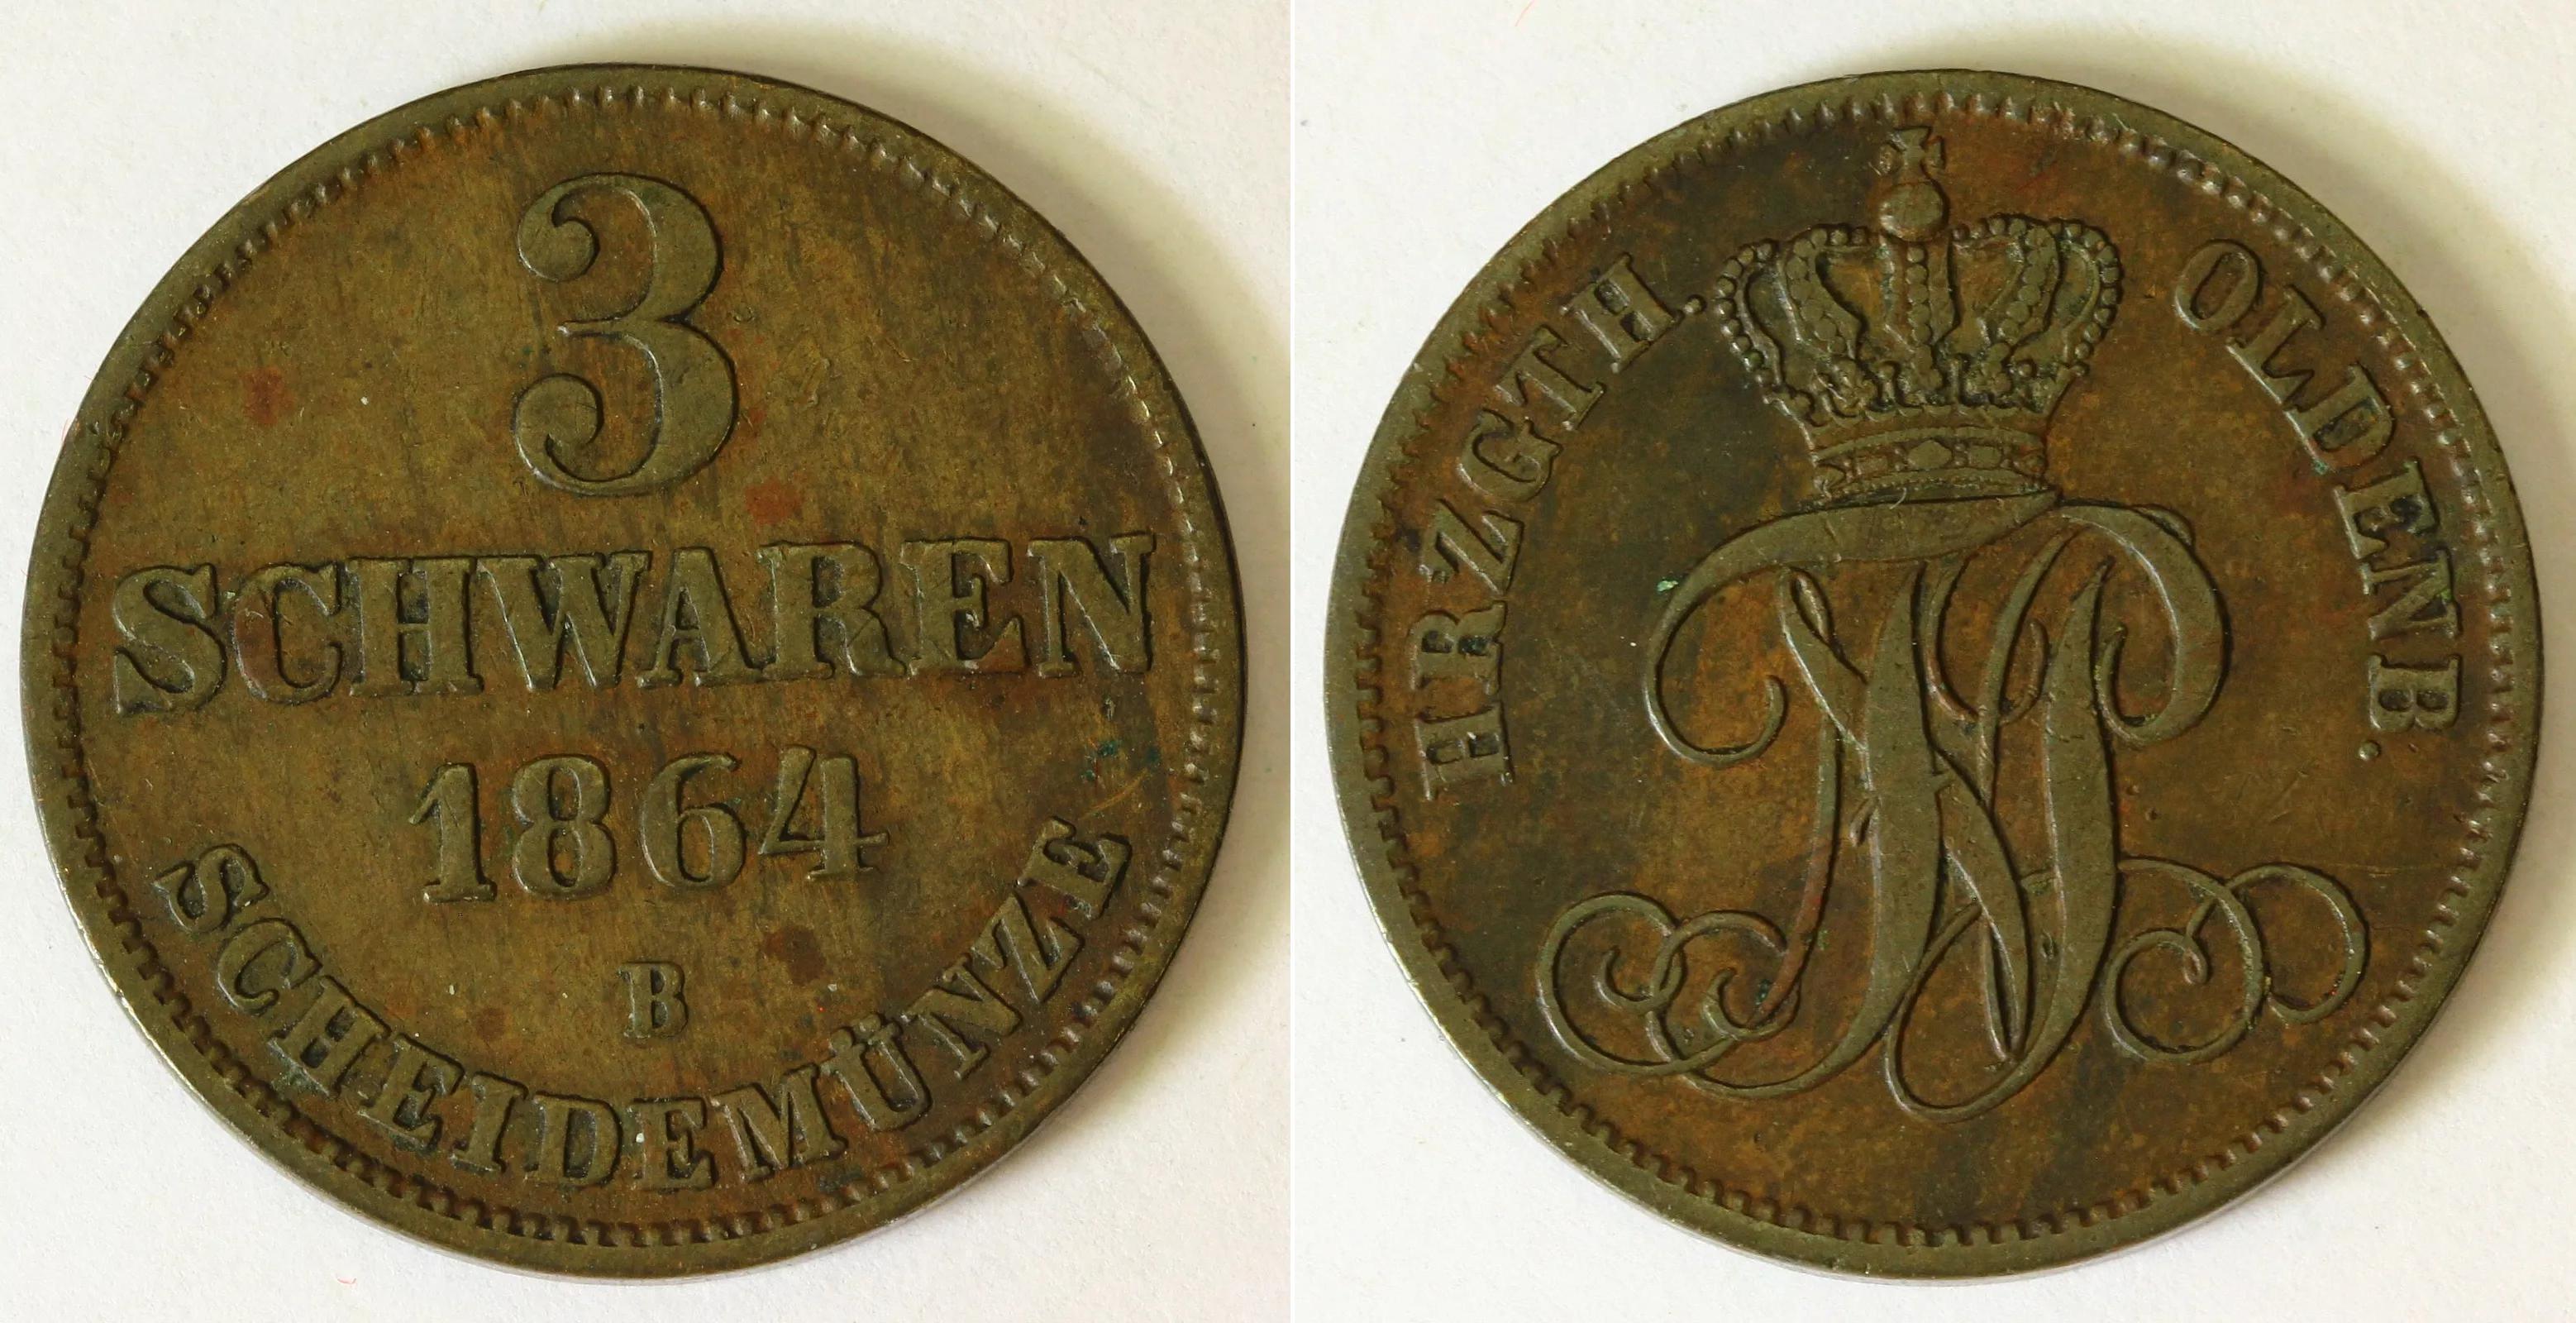 3
SCHWAREN
1864
B
SCHEIDEMÜNZE
HRZGTH. OLDENB.